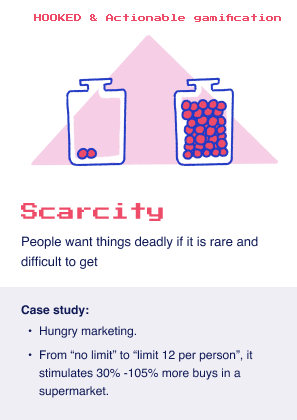 HOOKED & Actionable gamification
Scarcity
People want things deadly if it is rare and
difficult to get
Case study:
• Hungry marketing.
• From “no limit” to “limit 12 per person”, it
stimulates 30% -105% more buys in a
supermarket.